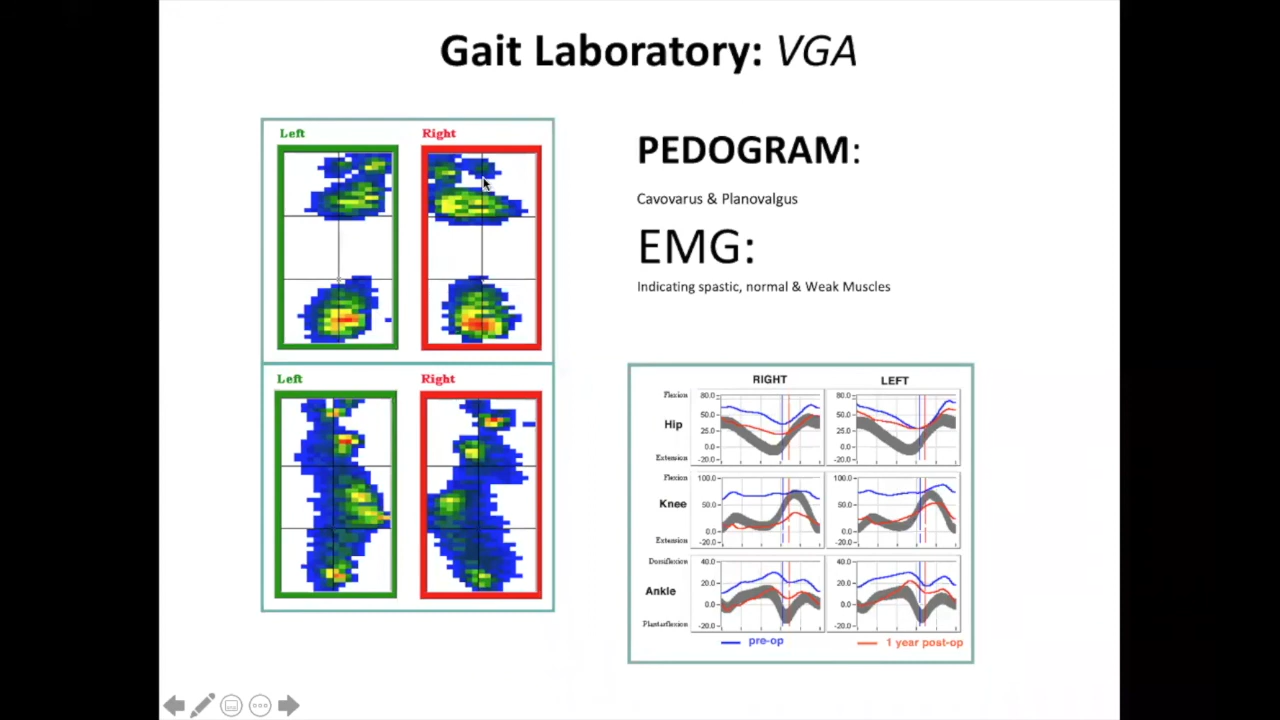 Gait Laboratory: VGA
Left
Right
Left
Right
PEDOGRAM:
Cavovarus & Planovalgus
EMG:
Indicating spastic, normal & Weak Muscles
RIGHT
LEFT
Flexion
80.0
50.0
25.0
0.0
-20.0
80.0
50.0
25.0
0.0
-20.0
Hip
Extension
Flexion
100.0
50.0
0.0
-20.0
100.0
50.0
0.0
-20.0
Knee
Extension
Dorsiflexion
40.0
20.0
0.0
-20.0
40.0
20.0
0.0
-20.0
Ankle
Plantarflexion
pre-op
1 year post-op